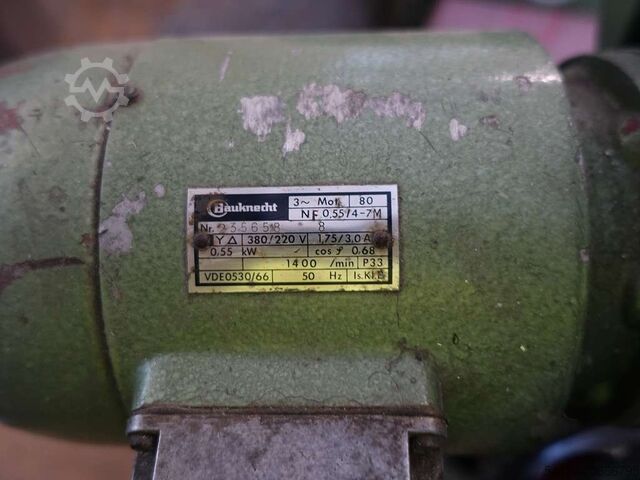 Bauknecht 3~ Mot. 80
NF 0,55/4-7M
Nr. 235658 8
Y △ 380/220 V 1,75/3,0 A
0,55 kW cos φ 0,68
1400 /min P33
VDE0530/66 50 Hz Is.Kl.